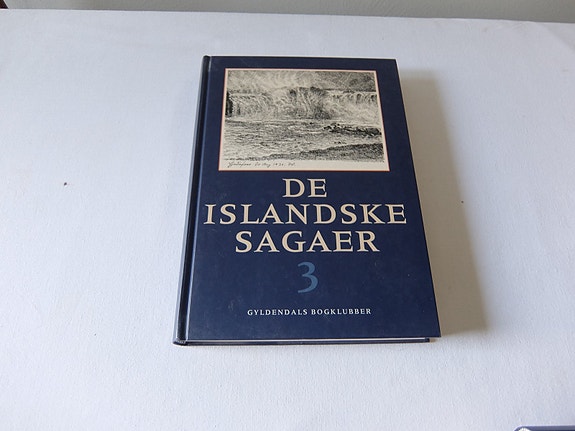 DE
ISLANDSKE
SAGAER
3
GYLDENDALS BOGKLUBBER